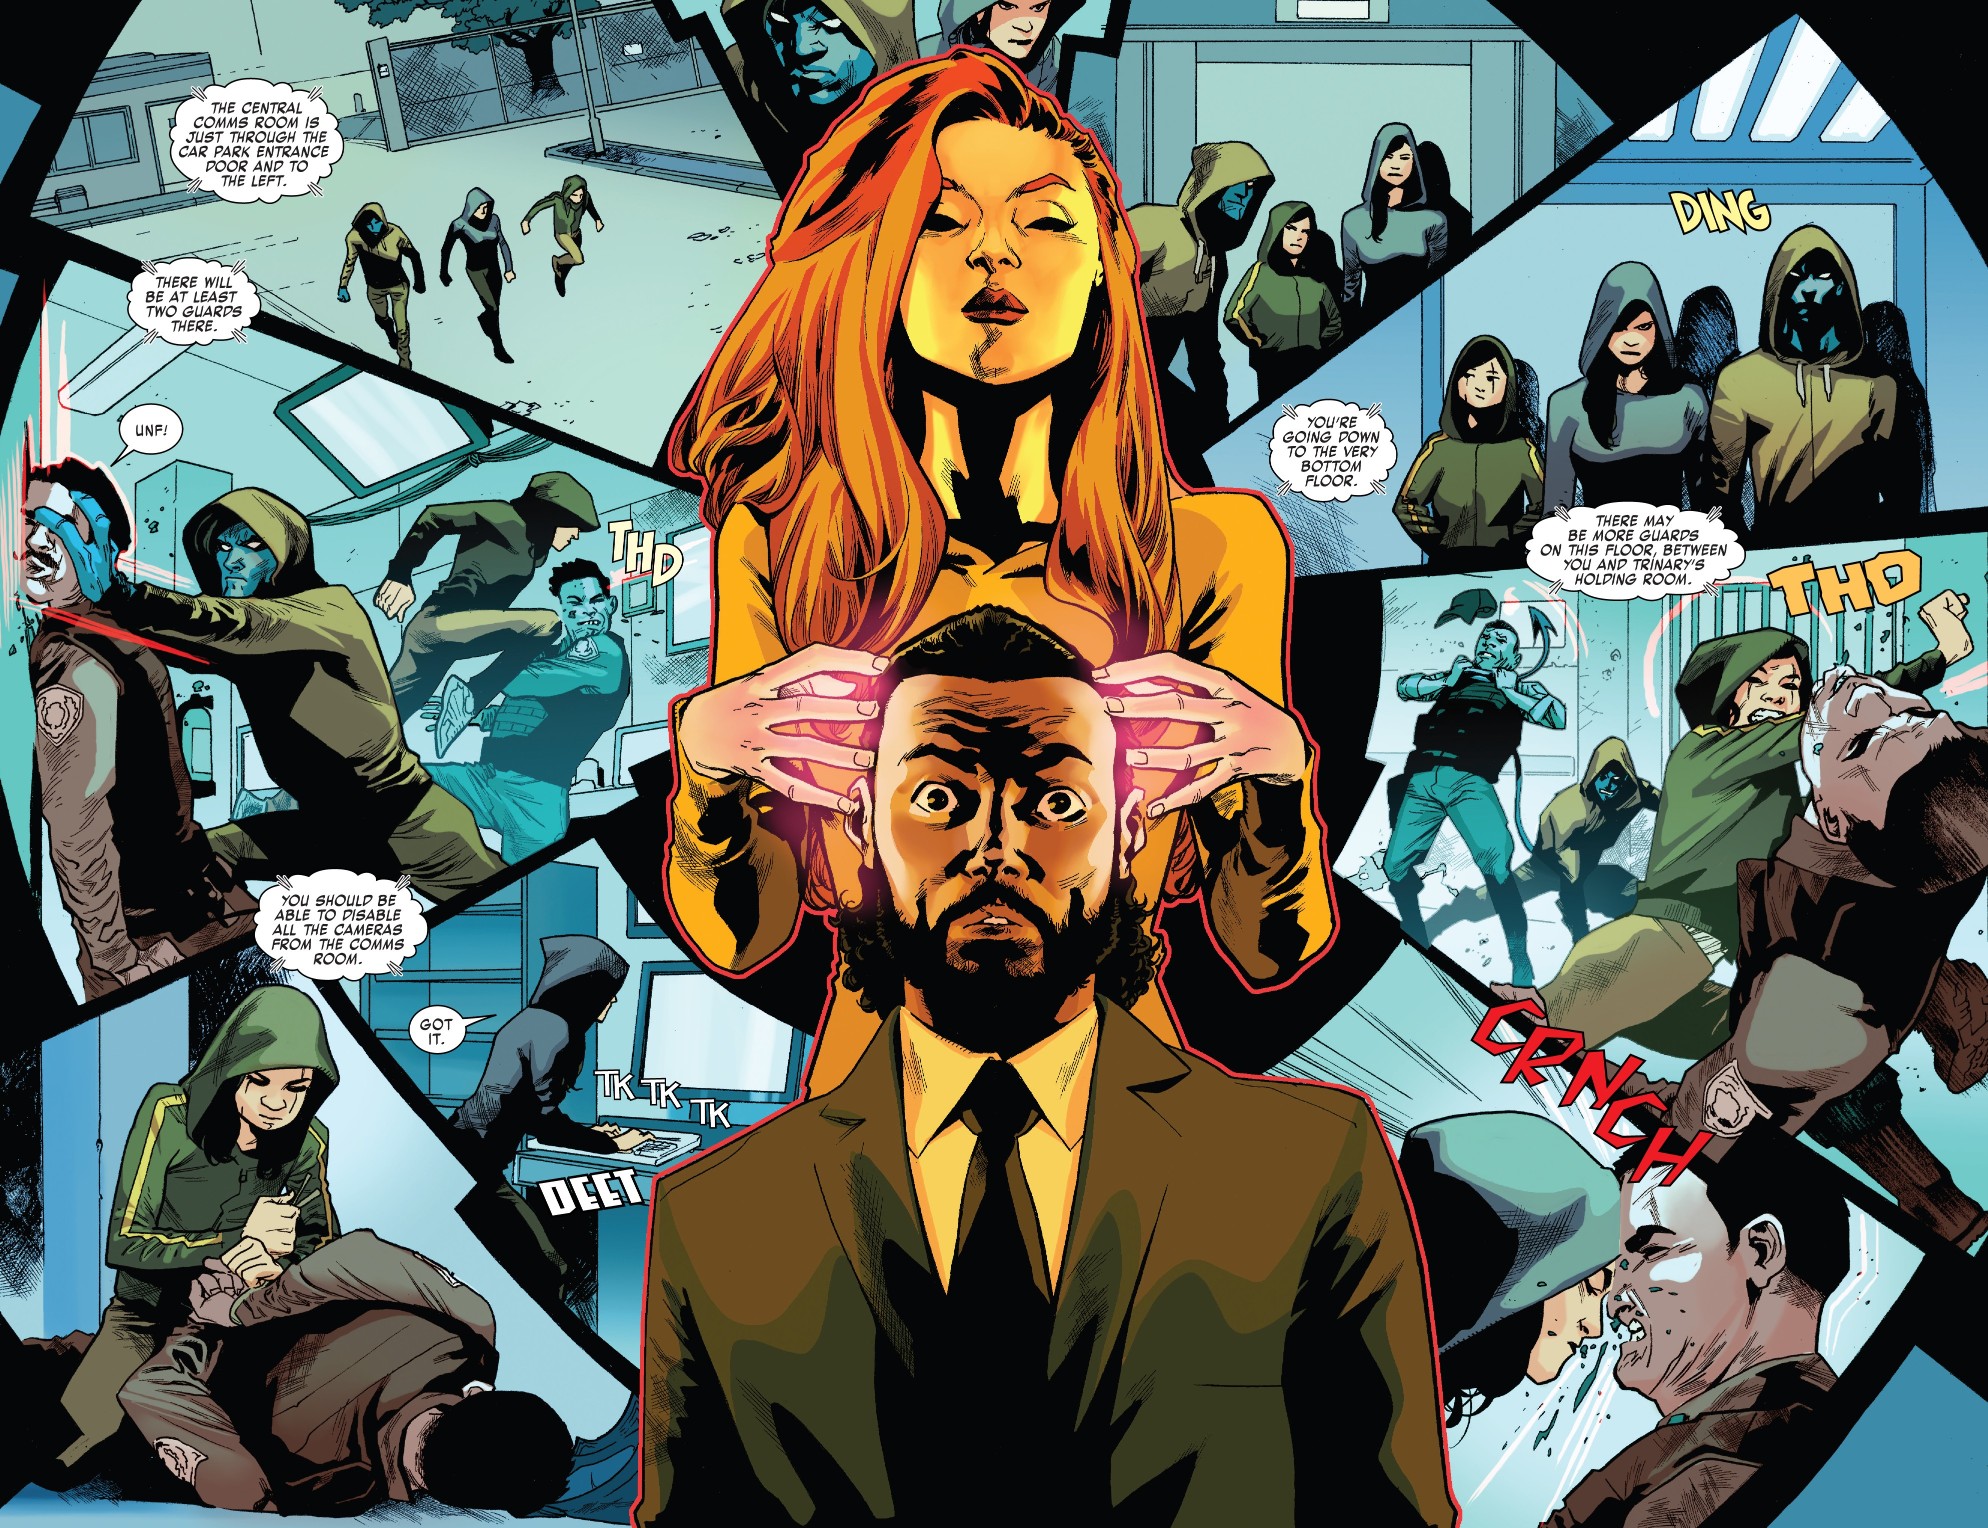 THE CENTRAL
COMMS ROOM IS
JUST THROUGH THE
CAR PARK ENTRANCE
DOOR AND TO
THE LEFT.
THERE WILL
BE AT LEAST
TWO GUARDS
THERE.
UNF!
THD
YOU SHOULD BE
ABLE TO DISABLE
ALL THE CAMERAS
FROM THE COMMS
ROOM.
GOT
IT.
TK TK TK
DEET
DING
YOU'RE
GOING DOWN
TO THE VERY
BOTTOM
FLOOR.
THERE MAY
BE MORE GUARDS
ON THIS FLOOR, BETWEEN
YOU AND TRINARY'S
HOLDING ROOM.
THD
CRNCH